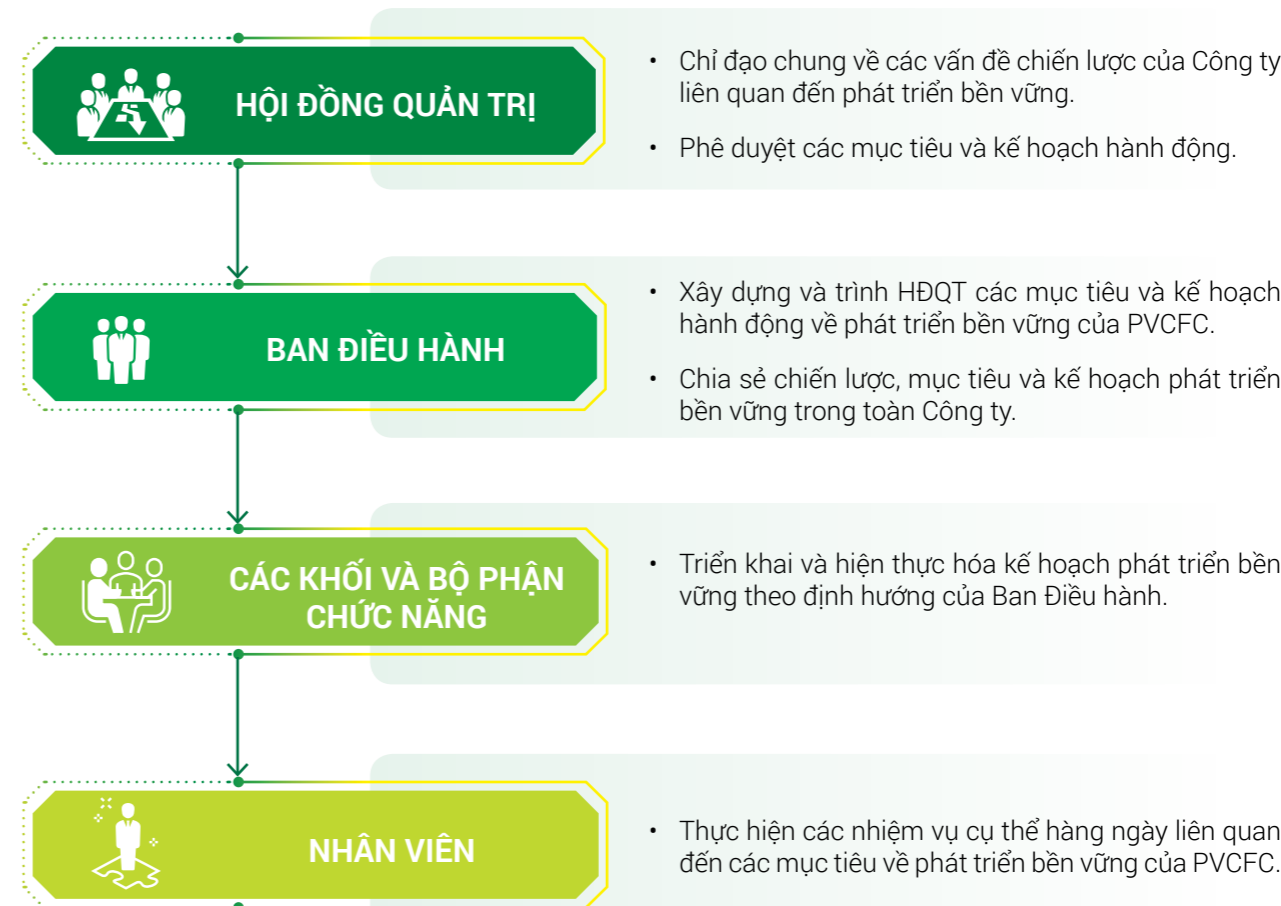 HỘI ĐỒNG QUẢN TRỊ
• Chỉ đạo chung về các vấn đề chiến lược của Công ty
liên quan đến phát triển bền vững.
• Phê duyệt các mục tiêu và kế hoạch hành động.
BAN ĐIỀU HÀNH
• Xây dựng và trình HĐQT các mục tiêu và kế hoạch
hành động về phát triển bền vững của PVCFC.
• Chia sẻ chiến lược, mục tiêu và kế hoạch phát triển
bền vững trong toàn Công ty.
CÁC KHỐI VÀ BỘ PHẬN
CHỨC NĂNG
• Triển khai và hiện thực hóa kế hoạch phát triển bền
vững theo định hướng của Ban Điều hành.
NHÂN VIÊN
• Thực hiện các nhiệm vụ cụ thể hàng ngày liên quan
đến các mục tiêu về phát triển bền vững của PVCFC.